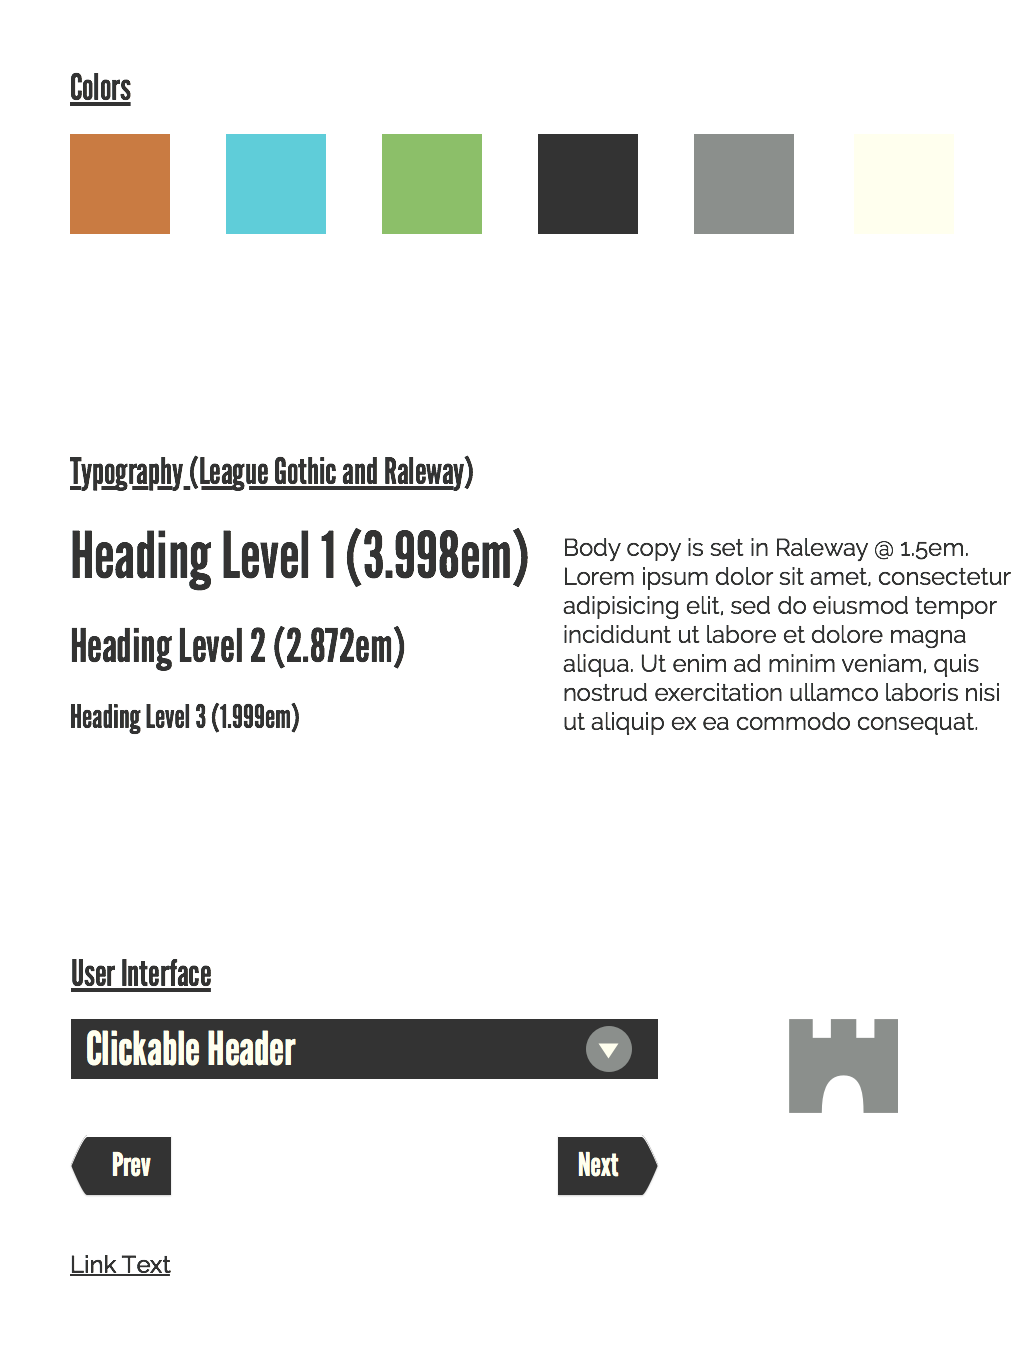 Colors
Typography (League Gothic and Raleway)
Heading Level 1 (3.998em)
Heading Level 2 (2.872em)
Heading Level 3 (1.999em)
Body copy is set in Raleway @ 1.5em.
Lorem ipsum dolor sit amet, consectetur
adipisicing elit, sed do eiusmod tempor
incididunt ut labore et dolore magna
aliqua. Ut enim ad minim veniam, quis
nostrud exercitation ullamco laboris nisi
ut aliquip ex ea commodo consequat.
User Interface
Clickable Header
Prev
Next
Link Text